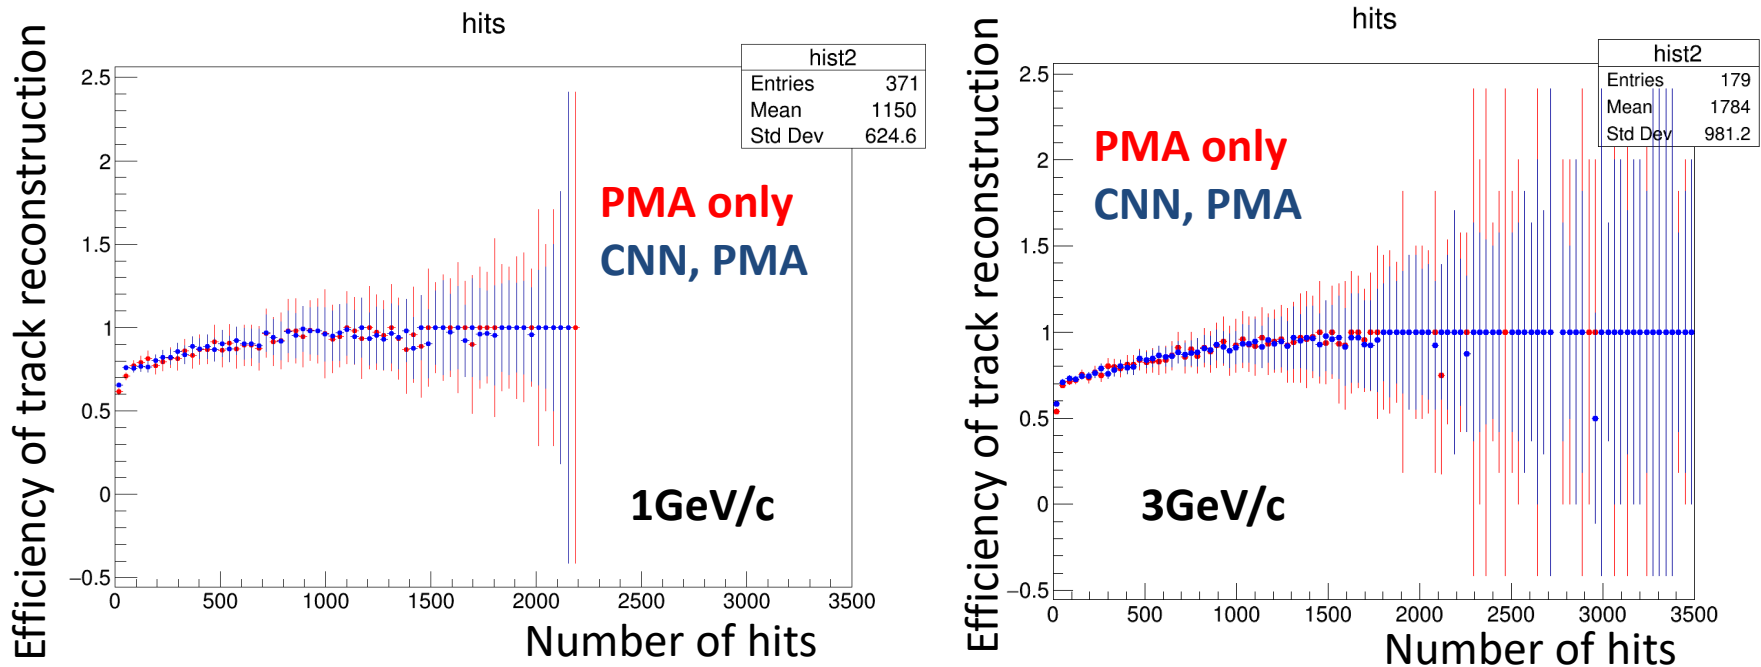 hits
Efficiency of track reconstruction
hist2
Entries 371
Mean 1150
Std Dev 624.6
2.5
2
1.5
1
0.5
0
−0.5
PMA only
CNN, PMA
1GeV/c
0 500 1000 1500 2000 2500 3000 3500
Number of hits
hits
Efficiency of track reconstruction
hist2
Entries 179
Mean 1784
Std Dev 981.2
2.5
2
1.5
1
0.5
0
−0.5
PMA only
CNN, PMA
3GeV/c
0 500 1000 1500 2000 2500 3000 3500
Number of hits